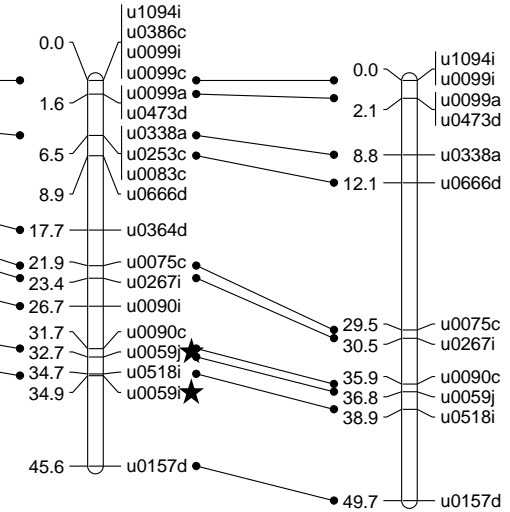 0.0
u1094i
u0386c
u0099i
u0099c
1.6
u0099a
u0473d
6.5
u0338a
u0253c
u0083c
8.9
u0666d
17.7 u0364d
21.9 u0075c
23.4 u0267i
26.7 u0090i
31.7 u0090c
32.7 u0059j
34.7 u0518i
34.9 u0059i
45.6 u0157d
0.0
u1094i
u0099i
2.1
u0099a
u0473d
8.8 u0338a
12.1 u0666d
29.5 u0075c
30.5 u0267i
35.9 u0090c
36.8 u0059j
38.9 u0518i
49.7 u0157d